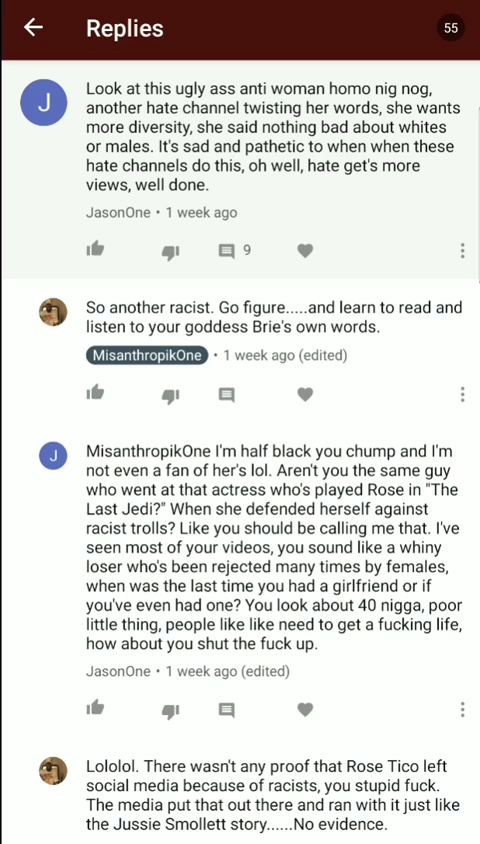 Replies
55
J
Look at this ugly ass anti woman homo nig nog,
another hate channel twisting her words, she wants
more diversity, she said nothing bad about whites
or males. It's sad and pathetic to when when these
hate channels do this, oh well, hate get's more
views, well done.
JasonOne • 1 week ago
9
So another racist. Go figure.....and learn to read and
listen to your goddess Brie's own words.
MisanthropikOne • 1 week ago (edited)
J
MisanthropikOne I'm half black you chump and I'm
not even a fan of her's lol. Aren't you the same guy
who went at that actress who's played Rose in "The
Last Jedi?" When she defended herself against
racist trolls? Like you should be calling me that. I've
seen most of your videos, you sound like a whiny
loser who's been rejected many times by females,
when was the last time you had a girlfriend or if
you've even had one? You look about 40 nigga, poor
little thing, people like like need to get a fucking life,
how about you shut the fuck up.
JasonOne • 1 week ago (edited)
Lololol. There wasn't any proof that Rose Tico left
social media because of racists, you stupid fuck.
The media put that out there and ran with it just like
the Jussie Smollett story......No evidence.